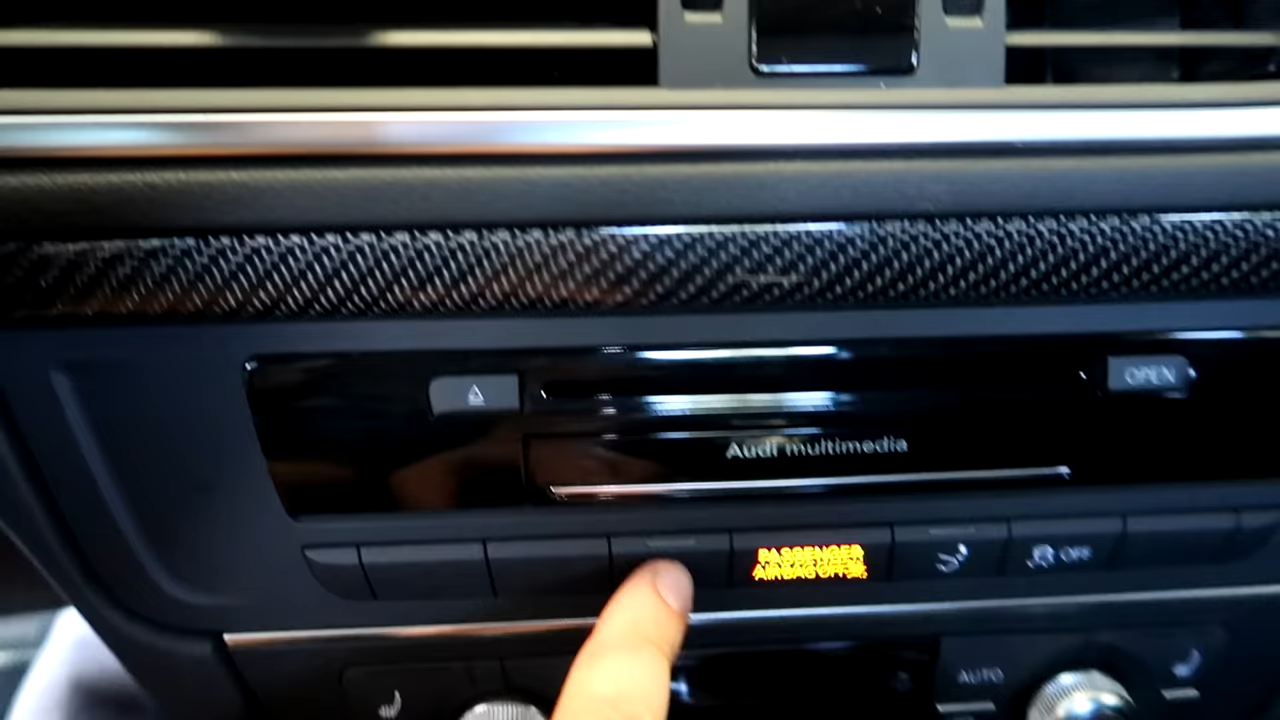 OPEN
Audi multimedia
PASSENGER
AIRBAG OFF
OFF
AUTO